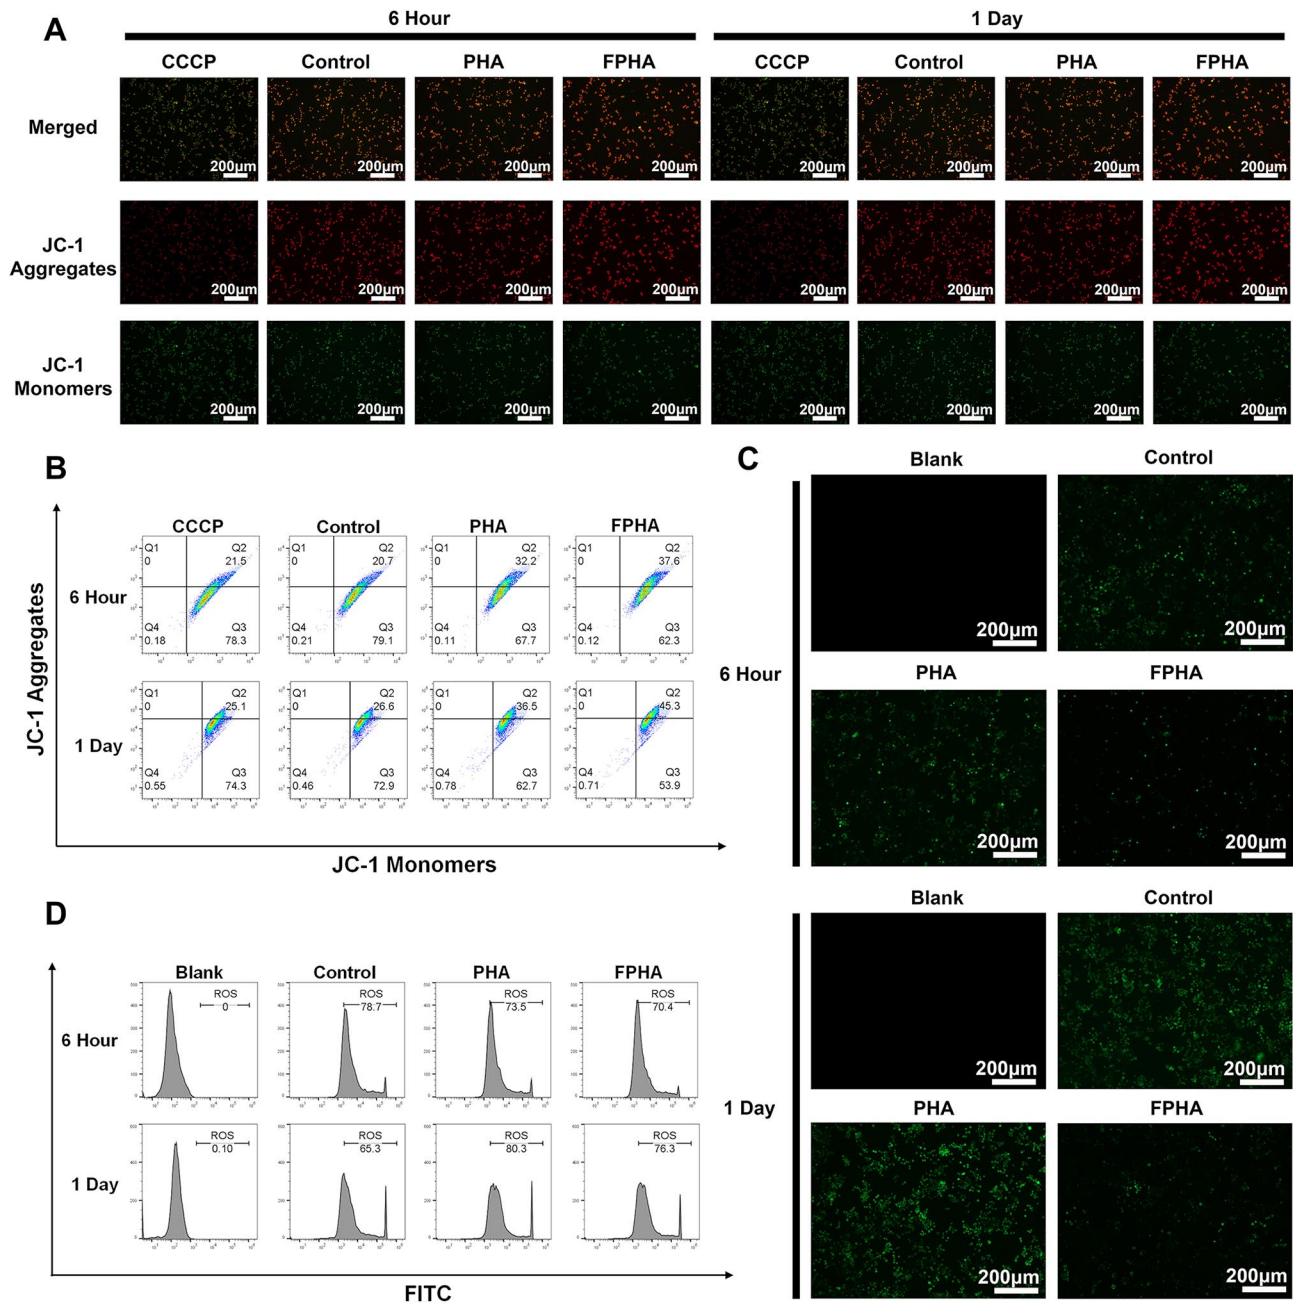 A
6 Hour
1 Day
CCCP Control PHA FPHA CCCP Control PHA FPHA
Merged
200μm 200μm 200μm 200μm 200μm 200μm 200μm 200μm
JC-1
Aggregates
200μm 200μm 200μm 200μm 200μm 200μm 200μm 200μm
JC-1
Monomers
200μm 200μm 200μm 200μm 200μm 200μm 200μm 200μm
B
JC-1 Aggregates
CCCP Control PHA FPHA
6 Hour
Q1 Q2 Q1 Q2 Q1 Q2 Q1 Q2
0 21.5 0 20.7 0 32.2 0 37.6
Q4 Q3 Q4 Q3 Q4 Q3 Q4 Q3
0.18 78.3 0.21 79.1 0.11 67.7 0.12 62.3
1 Day
Q1 Q2 Q1 Q2 Q1 Q2 Q1 Q2
0 25.1 0 26.6 0 36.5 0 45.3
Q4 Q3 Q4 Q3 Q4 Q3 Q4 Q3
0.55 74.3 0.46 72.9 0.78 62.7 0.71 53.9
JC-1 Monomers
C
Blank Control
6 Hour
200μm 200μm
PHA FPHA
200μm 200μm
Blank Control
1 Day
200μm 200μm
PHA FPHA
200μm 200μm
D
Blank Control PHA FPHA
6 Hour
ROS ROS ROS ROS
0 78.7 73.5 70.4
1 Day
ROS ROS ROS ROS
0.10 65.3 80.3 76.3
FITC